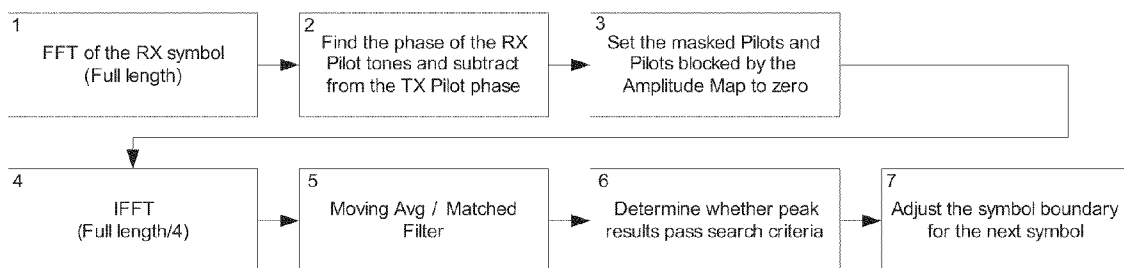 1
FFT of the RX symbol
(Full length)
2
Find the phase of the RX
Pilot tones and subtract
from the TX Pilot phase
3
Set the masked Pilots and
Pilots blocked by the
Amplitude Map to zero
4
IFFT
(Full length/4)
5
Moving Avg / Matched
Filter
6
Determine whether peak
results pass search criteria
7
Adjust the symbol boundary
for the next symbol